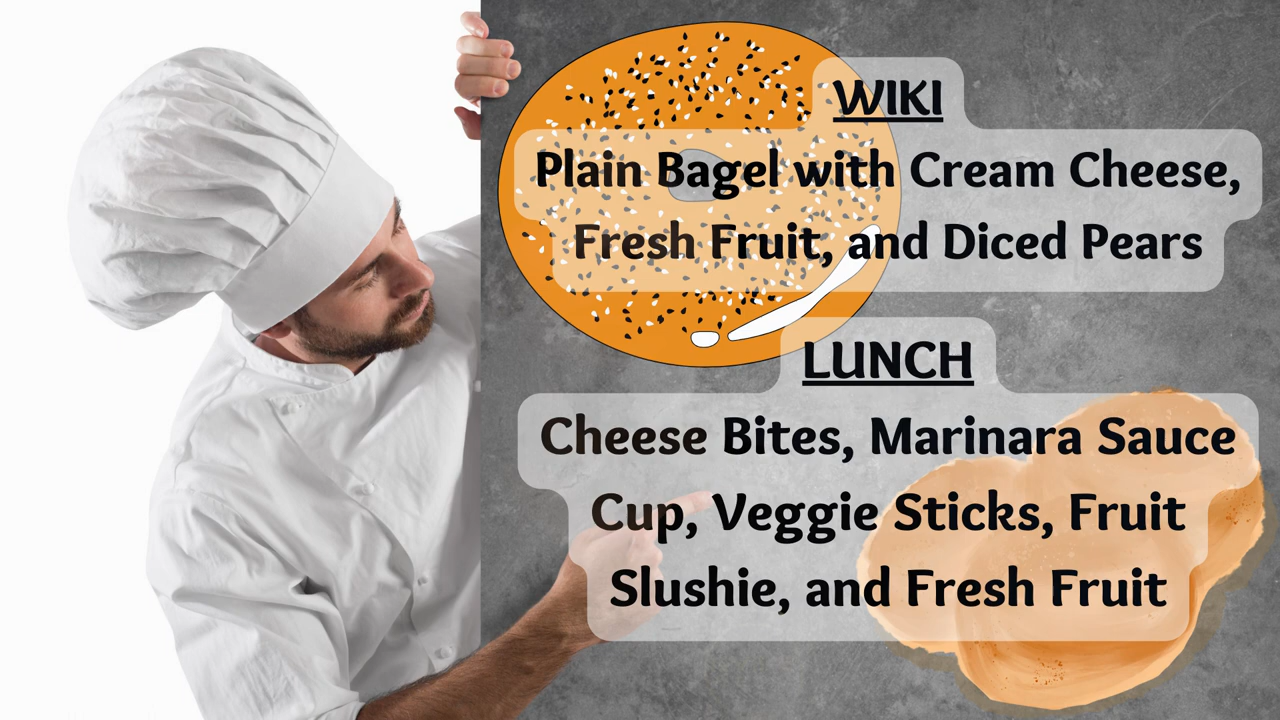 WIKI
Plain Bagel with Cream Cheese,
Fresh Fruit, and Diced Pears
LUNCH
Cheese Bites, Marinara Sauce
Cup, Veggie Sticks, Fruit
Slushie, and Fresh Fruit